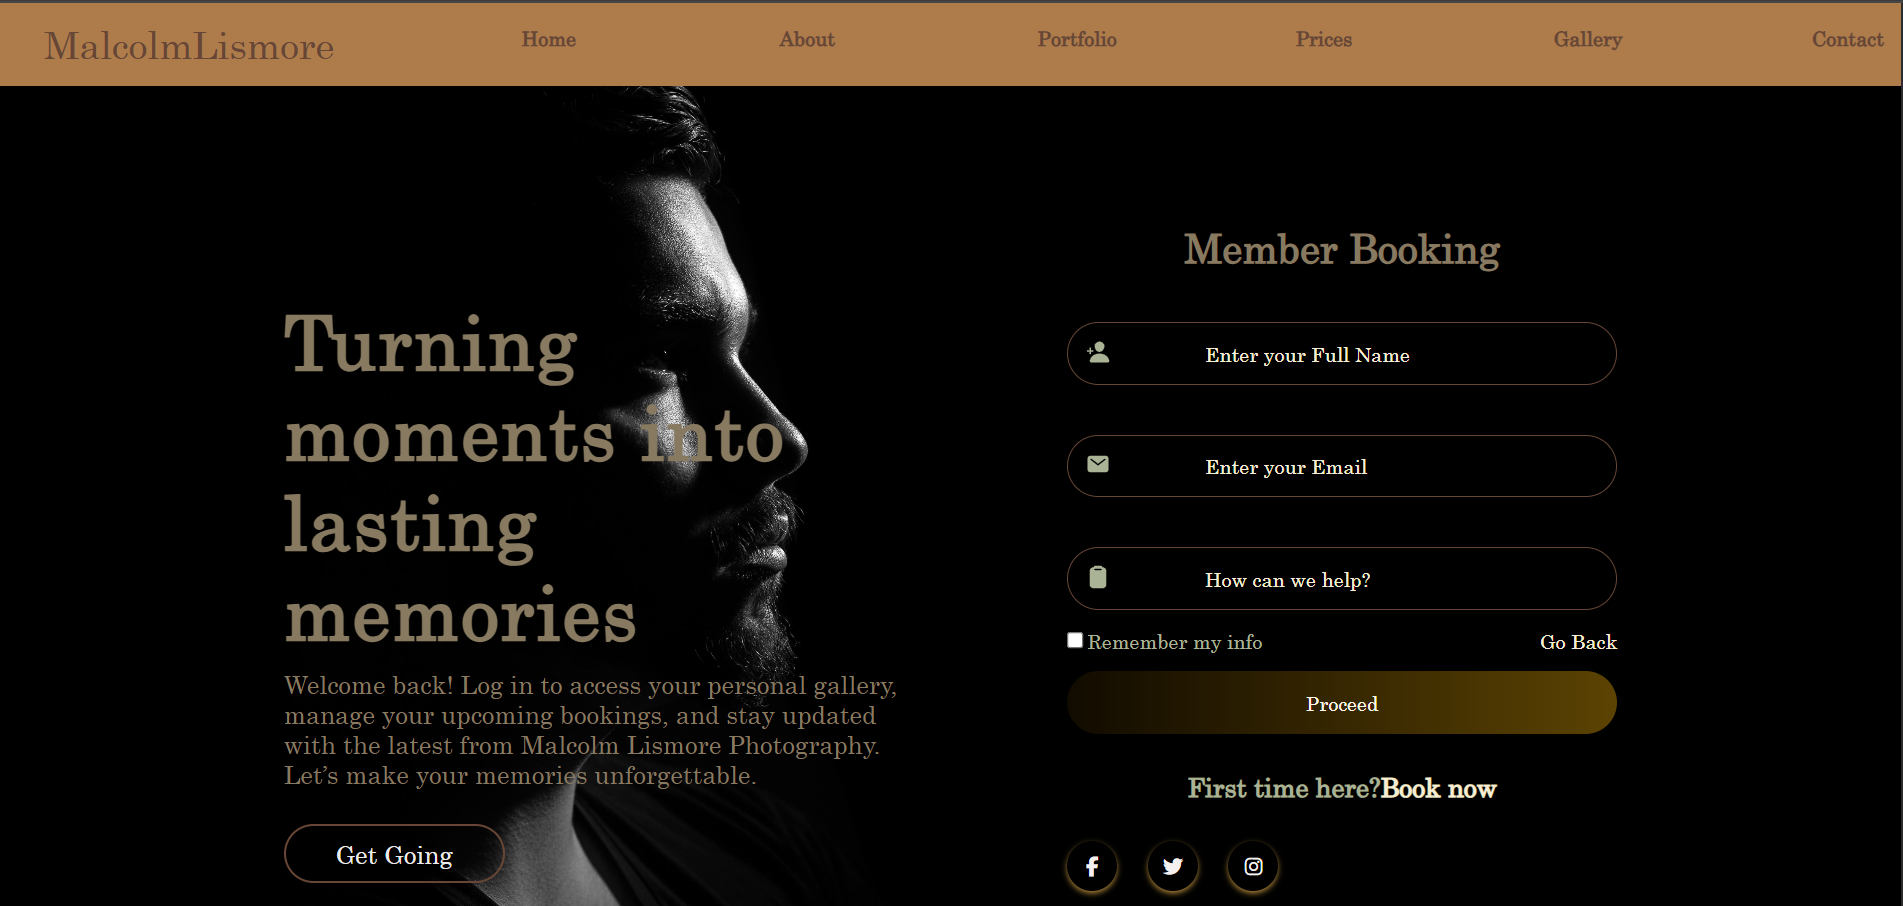 MalcolmLismore
Home
About
Portfolio
Prices
Gallery
Contact
Turning
moments into
lasting
memories
Welcome back! Log in to access your personal gallery,
manage your upcoming bookings, and stay updated
with the latest from Malcolm Lismore Photography.
Let’s make your memories unforgettable.
Get Going
Member Booking
Enter your Full Name
Enter your Email
How can we help?
Remember my info
Go Back
Proceed
First time here?Book now